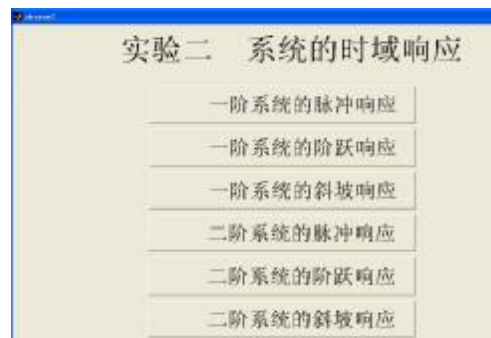 实验二 系统的时域响应
一阶系统的脉冲响应
一阶系统的阶跃响应
一阶系统的斜坡响应
二阶系统的脉冲响应
二阶系统的阶跃响应
二阶系统的斜坡响应